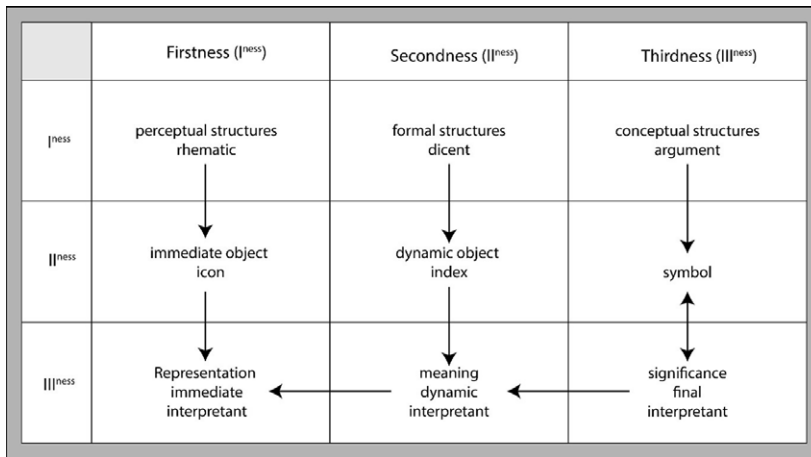 Firstness (Iness) Secondness (IIness) Thirdness (IIIness)
Iness
perceptual structures
rhematic
formal structures
dicent
conceptual structures
argument
IIness
immediate object
icon
dynamic object
index
symbol
IIIness
Representation
immediate
interpretant
meaning
dynamic
interpretant
significance
final
interpretant